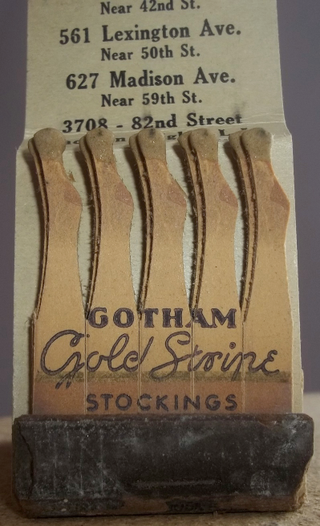 Near 42nd St.
561 Lexington Ave.
Near 50th St.
627 Madison Ave.
Near 59th St.
3708 - 82nd Street
GOTHAM
Gold Stripe
STOCKINGS